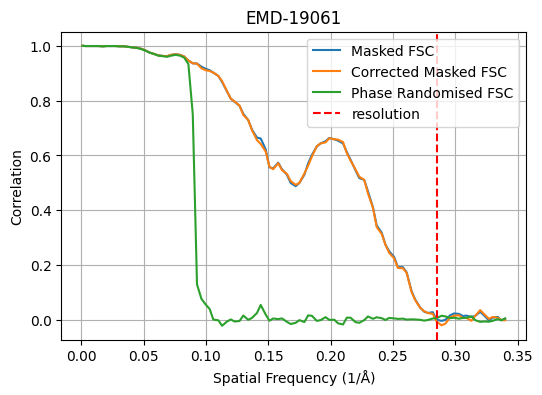 EMD-19061
1.0
0.8
0.6
0.4
0.2
0.0
Correlation
Masked FSC
Corrected Masked FSC
Phase Randomised FSC
resolution
0.00
0.05
0.10
0.15
0.20
0.25
0.30
0.35
Spatial Frequency (1/Å)